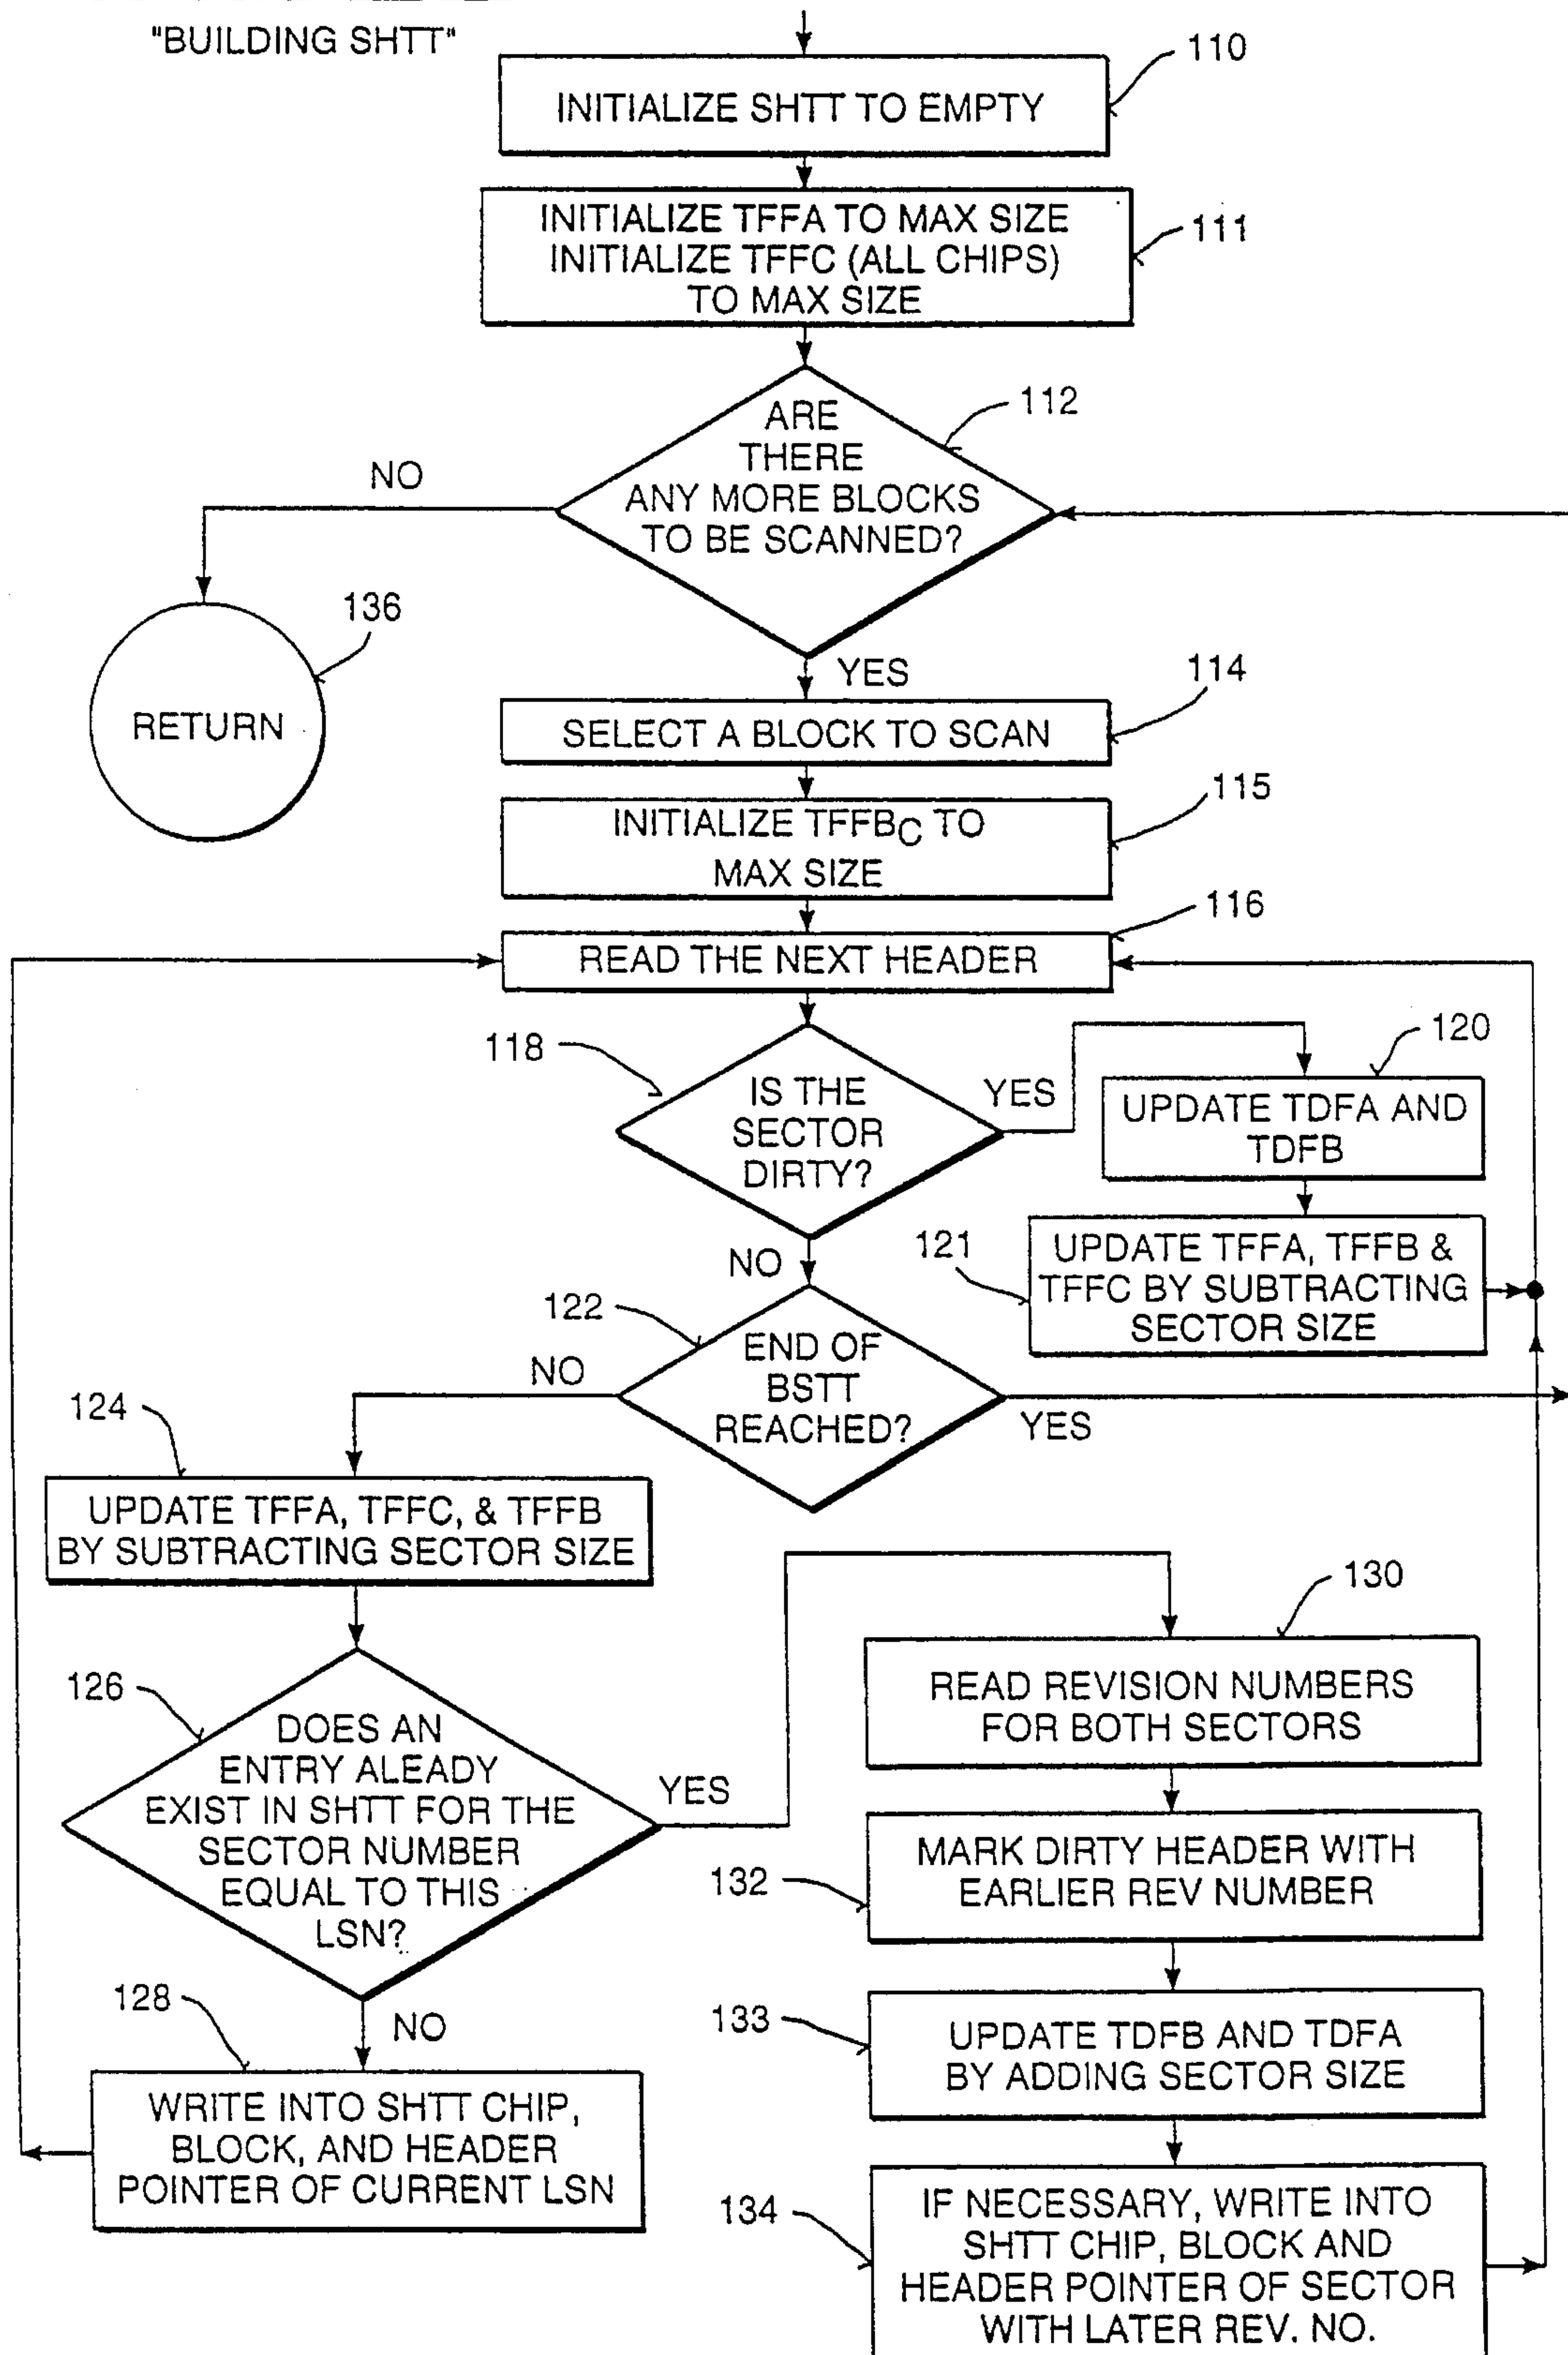 "BUILDING SHTT"
110
INITIALIZE SHTT TO EMPTY
INITIALIZE TFFA TO MAX SIZE
INITIALIZE TFFC (ALL CHIPS)
TO MAX SIZE
111
112
ARE
THERE
ANY MORE BLOCKS
TO BE SCANNED?
NO
136
RETURN
YES
114
SELECT A BLOCK TO SCAN
115
INITIALIZE TFFBC TO
MAX SIZE
116
READ THE NEXT HEADER
118
IS THE
SECTOR
DIRTY?
YES
120
UPDATE TDFA AND
TDFB
121
UPDATE TFFA, TFFB &
TFFC BY SUBTRACTING
SECTOR SIZE
NO
122
END OF
BSTT
REACHED?
NO
YES
124
UPDATE TFFA, TFFC, & TFFB
BY SUBTRACTING SECTOR SIZE
126
DOES AN
ENTRY ALEADY
EXIST IN SHTT FOR THE
SECTOR NUMBER
EQUAL TO THIS
LSN?
YES
130
READ REVISION NUMBERS
FOR BOTH SECTORS
132
MARK DIRTY HEADER WITH
EARLIER REV NUMBER
128
NO
WRITE INTO SHTT CHIP,
BLOCK, AND HEADER
POINTER OF CURRENT LSN
133
UPDATE TDFB AND TDFA
BY ADDING SECTOR SIZE
134
IF NECESSARY, WRITE INTO
SHTT CHIP, BLOCK AND
HEADER POINTER OF SECTOR
WITH LATER REV. NO.